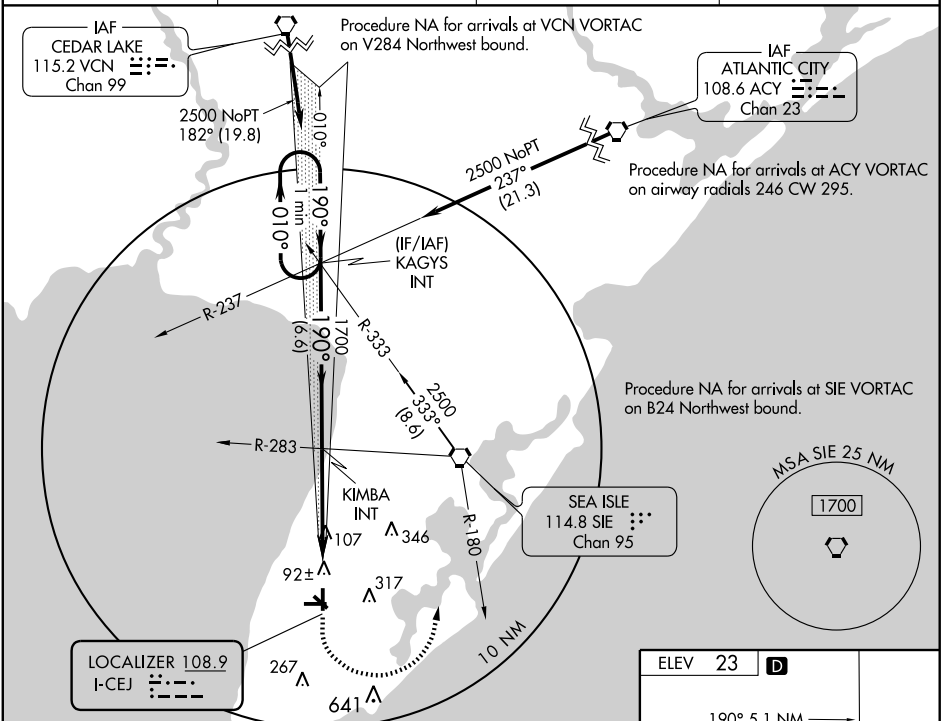 Procedure NA for arrivals at VCN VORTAC
on V284 Northwest bound.
IAF
CEDAR LAKE
115.2 VCN
Chan 99
IAF
ATLANTIC CITY
108.6 ACY
Chan 23
2500 NoPT
182° (19.8)
010°
2500 NoPT
237°
(21.3)
Procedure NA for arrivals at ACY VORTAC
on airway radials 246 CW 295.
190°
1 min
010°
(IF/IAF)
KAGYS
INT
R-237
1700
190°
(6.6)
R-333
2500
333°
(8.6)
Procedure NA for arrivals at SIE VORTAC
on B24 Northwest bound.
R-283
KIMBA
INT
MSA SIE 25 NM
1700
SEA ISLE
114.8 SIE
Chan 95
R-180
107
346
92±
317
10 NM
LOCALIZER 108.9
I-CEJ
267
641
ELEV 23 D
190° 5.1 NM